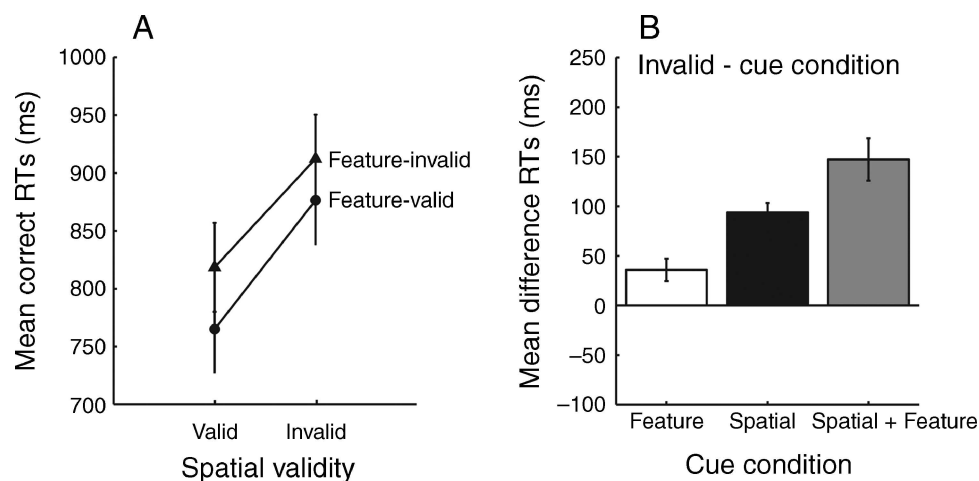 A
1000
950
900
850
800
750
700
Mean correct RTs (ms)
Feature-invalid
Feature-valid
Valid Invalid
Spatial validity
B
Invalid - cue condition
250
200
150
100
50
0
−50
−100
Mean difference RTs (ms)
Feature Spatial Spatial + Feature
Cue condition